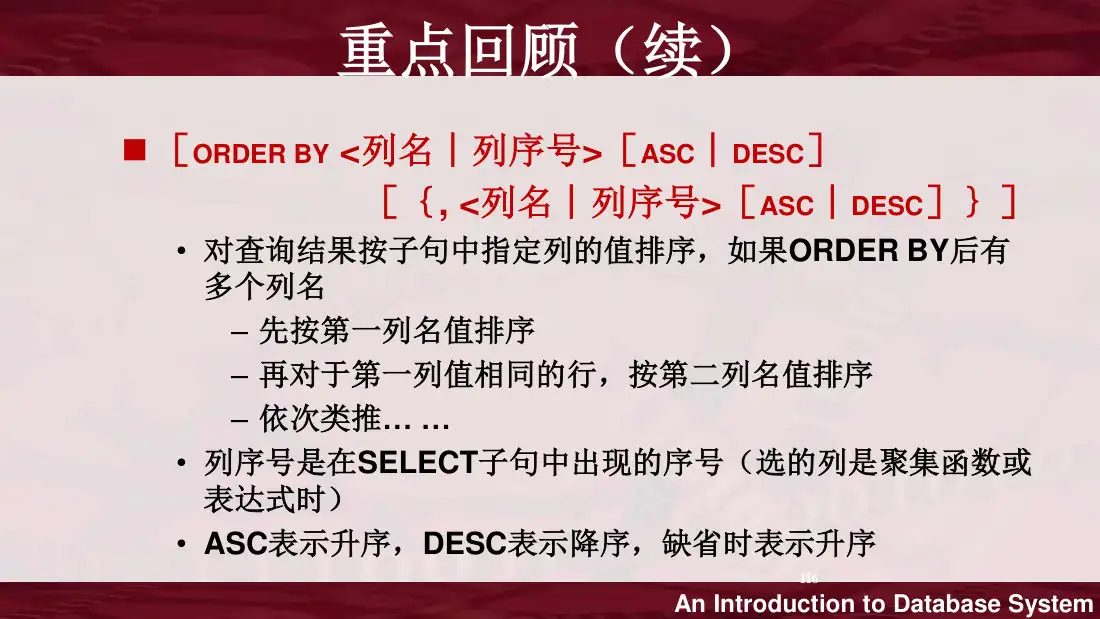 重点回顾（续）
■［ORDER BY <列名｜列序号>［ASC｜DESC］
［｛, <列名｜列序号>［ASC｜DESC］｝］
• 对查询结果按子句中指定列的值排序，如果ORDER BY后有
多个列名
– 先按第一列名值排序
– 再对于第一列值相同的行，按第二列名值排序
– 依次类推… …
• 列序号是在SELECT子句中出现的序号（选的列是聚集函数或
表达式时）
• ASC表示升序，DESC表示降序，缺省时表示升序
116
An Introduction to Database System